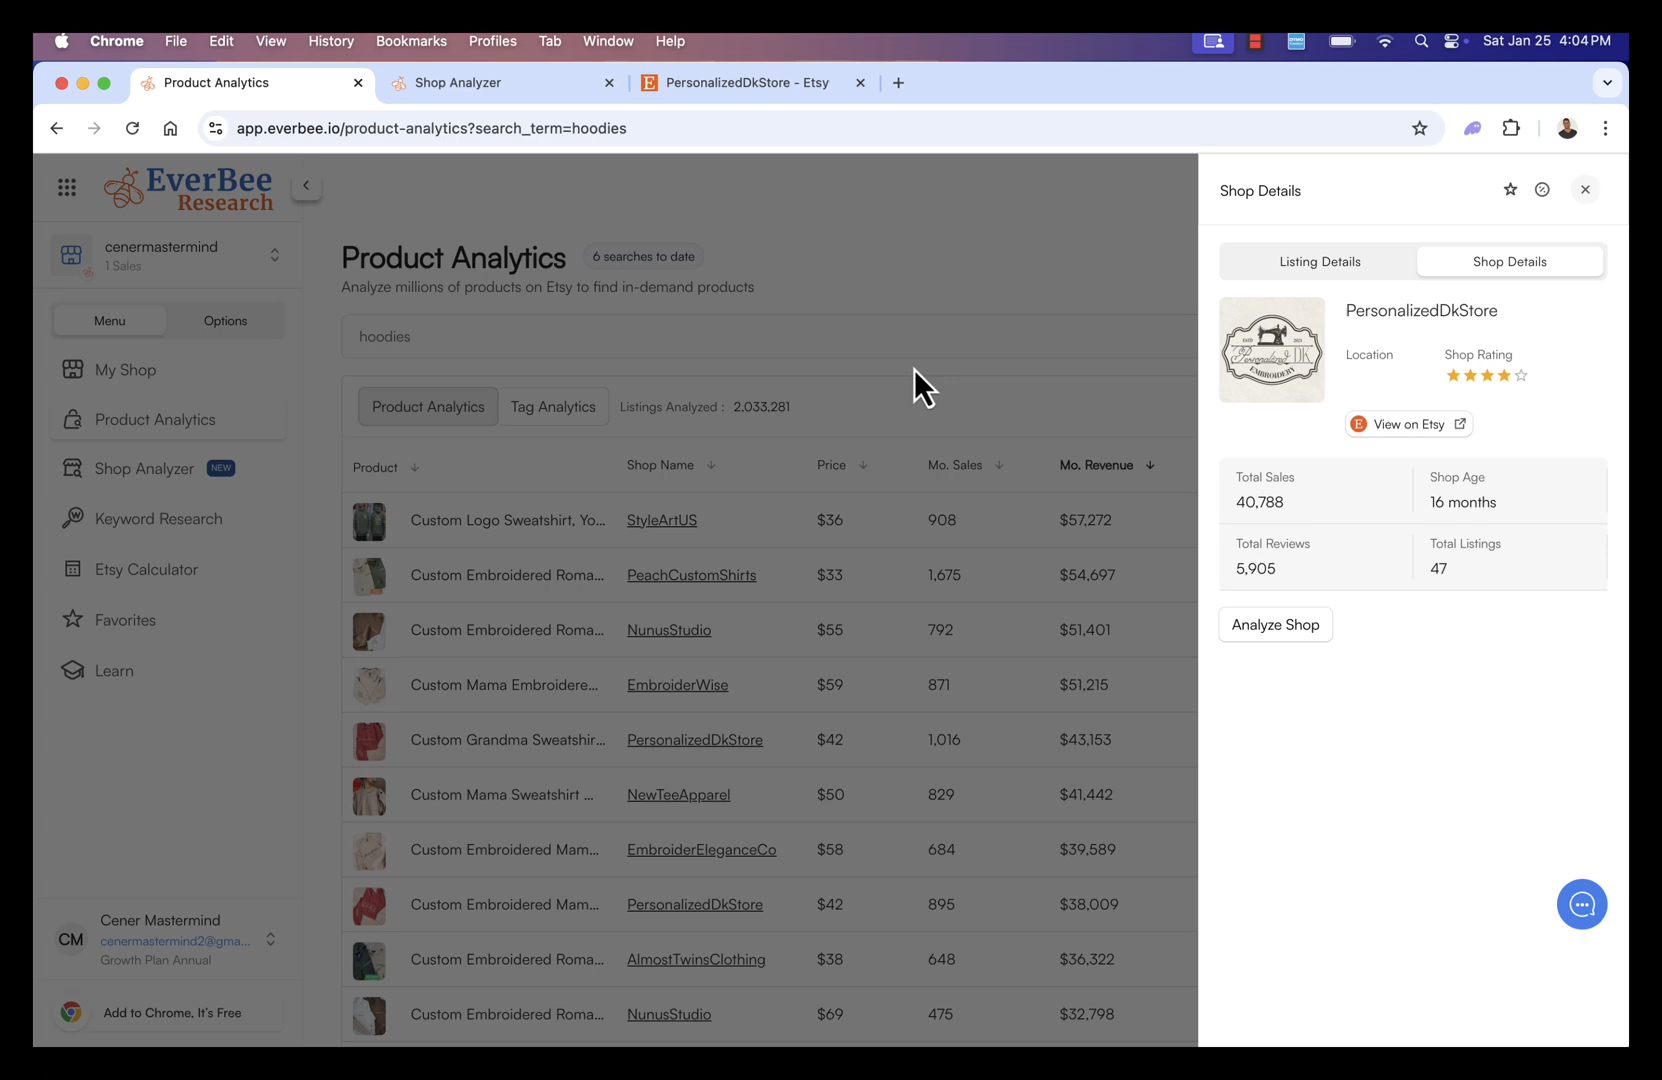 Chrome File Edit View History Bookmarks Profiles Tab Window Help Sat Jan 25 4:04 PM
Product Analytics Shop Analyzer PersonalizedDkStore - Etsy
app.everbee.io/product-analytics?search_term=hoodies
EverBee
Research
cenermastermind
1 Sales
Menu Options
My Shop
Product Analytics
Shop Analyzer NEW
Keyword Research
Etsy Calculator
Favorites
Learn
CM
Cener Mastermind
cenermastermind2@gma...
Growth Plan Annual
Add to Chrome, It's Free
Product Analytics 6 searches to date
Analyze millions of products on Etsy to find in-demand products
hoodies
Product Analytics Tag Analytics Listings Analyzed : 2,033,281
Product Shop Name Price Mo. Sales Mo. Revenue
Custom Logo Sweatshirt, Yo... StyleArtUS $36 908 $57,272
Custom Embroidered Roma... PeachCustomShirts $33 1,675 $54,697
Custom Embroidered Roma... NunusStudio $55 792 $51,401
Custom Mama Embroidere... EmbroiderWise $59 871 $51,215
Custom Grandma Sweatshir... PersonalizedDkStore $42 1,016 $43,153
Custom Mama Sweatshirt ... NewTeeApparel $50 829 $41,442
Custom Embroidered Mam... EmbroiderEleganceCo $58 684 $39,589
Custom Embroidered Mam... PersonalizedDkStore $42 895 $38,009
Custom Embroidered Roma... AlmostTwinsClothing $38 648 $36,322
Custom Embroidered Roma... NunusStudio $69 475 $32,798
Shop Details
Listing Details Shop Details
Personalized DK
EMBROIDERY
PersonalizedDkStore
Location Shop Rating
E View on Etsy
Total Sales Shop Age
40,788 16 months
Total Reviews Total Listings
5,905 47
Analyze Shop